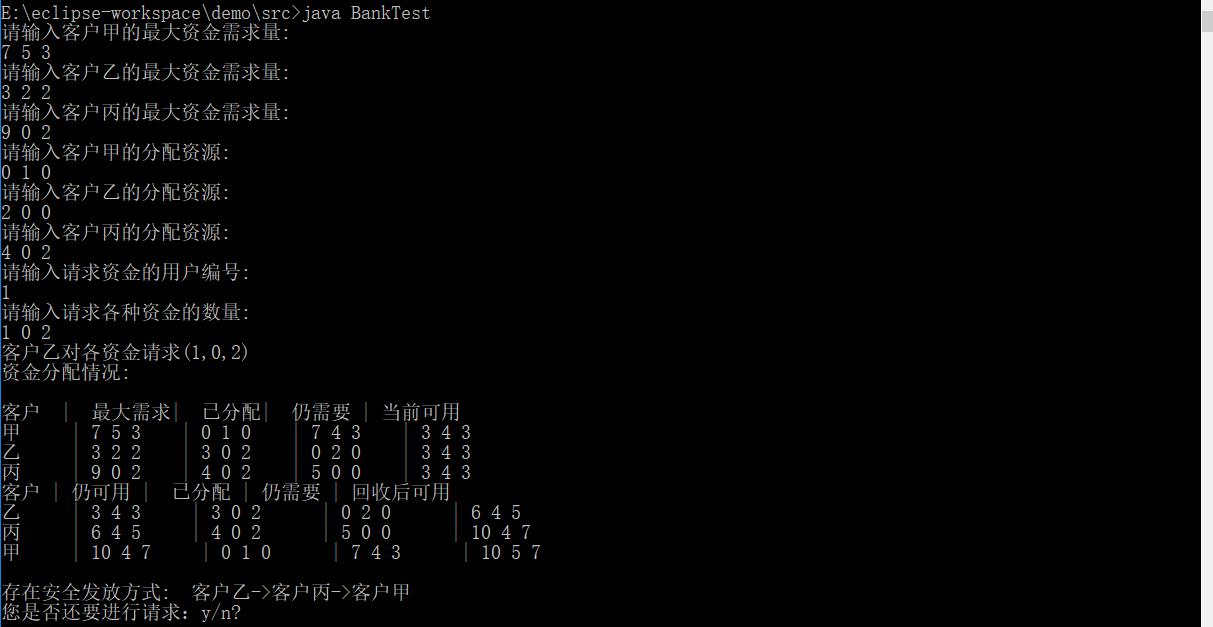 E:\eclipse-workspace\demo\src>java BankTest
请输入客户甲的最大资金需求量:
7 5 3
请输入客户乙的最大资金需求量:
3 2 2
请输入客户丙的最大资金需求量:
9 0 2
请输入客户甲的分配资源:
0 1 0
请输入客户乙的分配资源:
2 0 0
请输入客户丙的分配资源:
4 0 2
请输入请求资金的用户编号:
1
请输入请求各种资金的数量:
1 0 2
客户乙对各资金请求(1,0,2)
资金分配情况:
客户 | 最大需求| 已分配| 仍需要 | 当前可用
甲 | 7 5 3 | 0 1 0 | 7 4 3 | 3 4 3
乙 | 3 2 2 | 3 0 2 | 0 2 0 | 3 4 3
丙 | 9 0 2 | 4 0 2 | 5 0 0 | 3 4 3
客户 | 仍可用 | 已分配 | 仍需要 | 回收后可用
乙 | 3 4 3 | 3 0 2 | 0 2 0 | 6 4 5
丙 | 6 4 5 | 4 0 2 | 5 0 0 | 10 4 7
甲 | 10 4 7 | 0 1 0 | 7 4 3 | 10 5 7
存在安全发放方式: 客户乙->客户丙->客户甲
您是否还要进行请求：y/n?